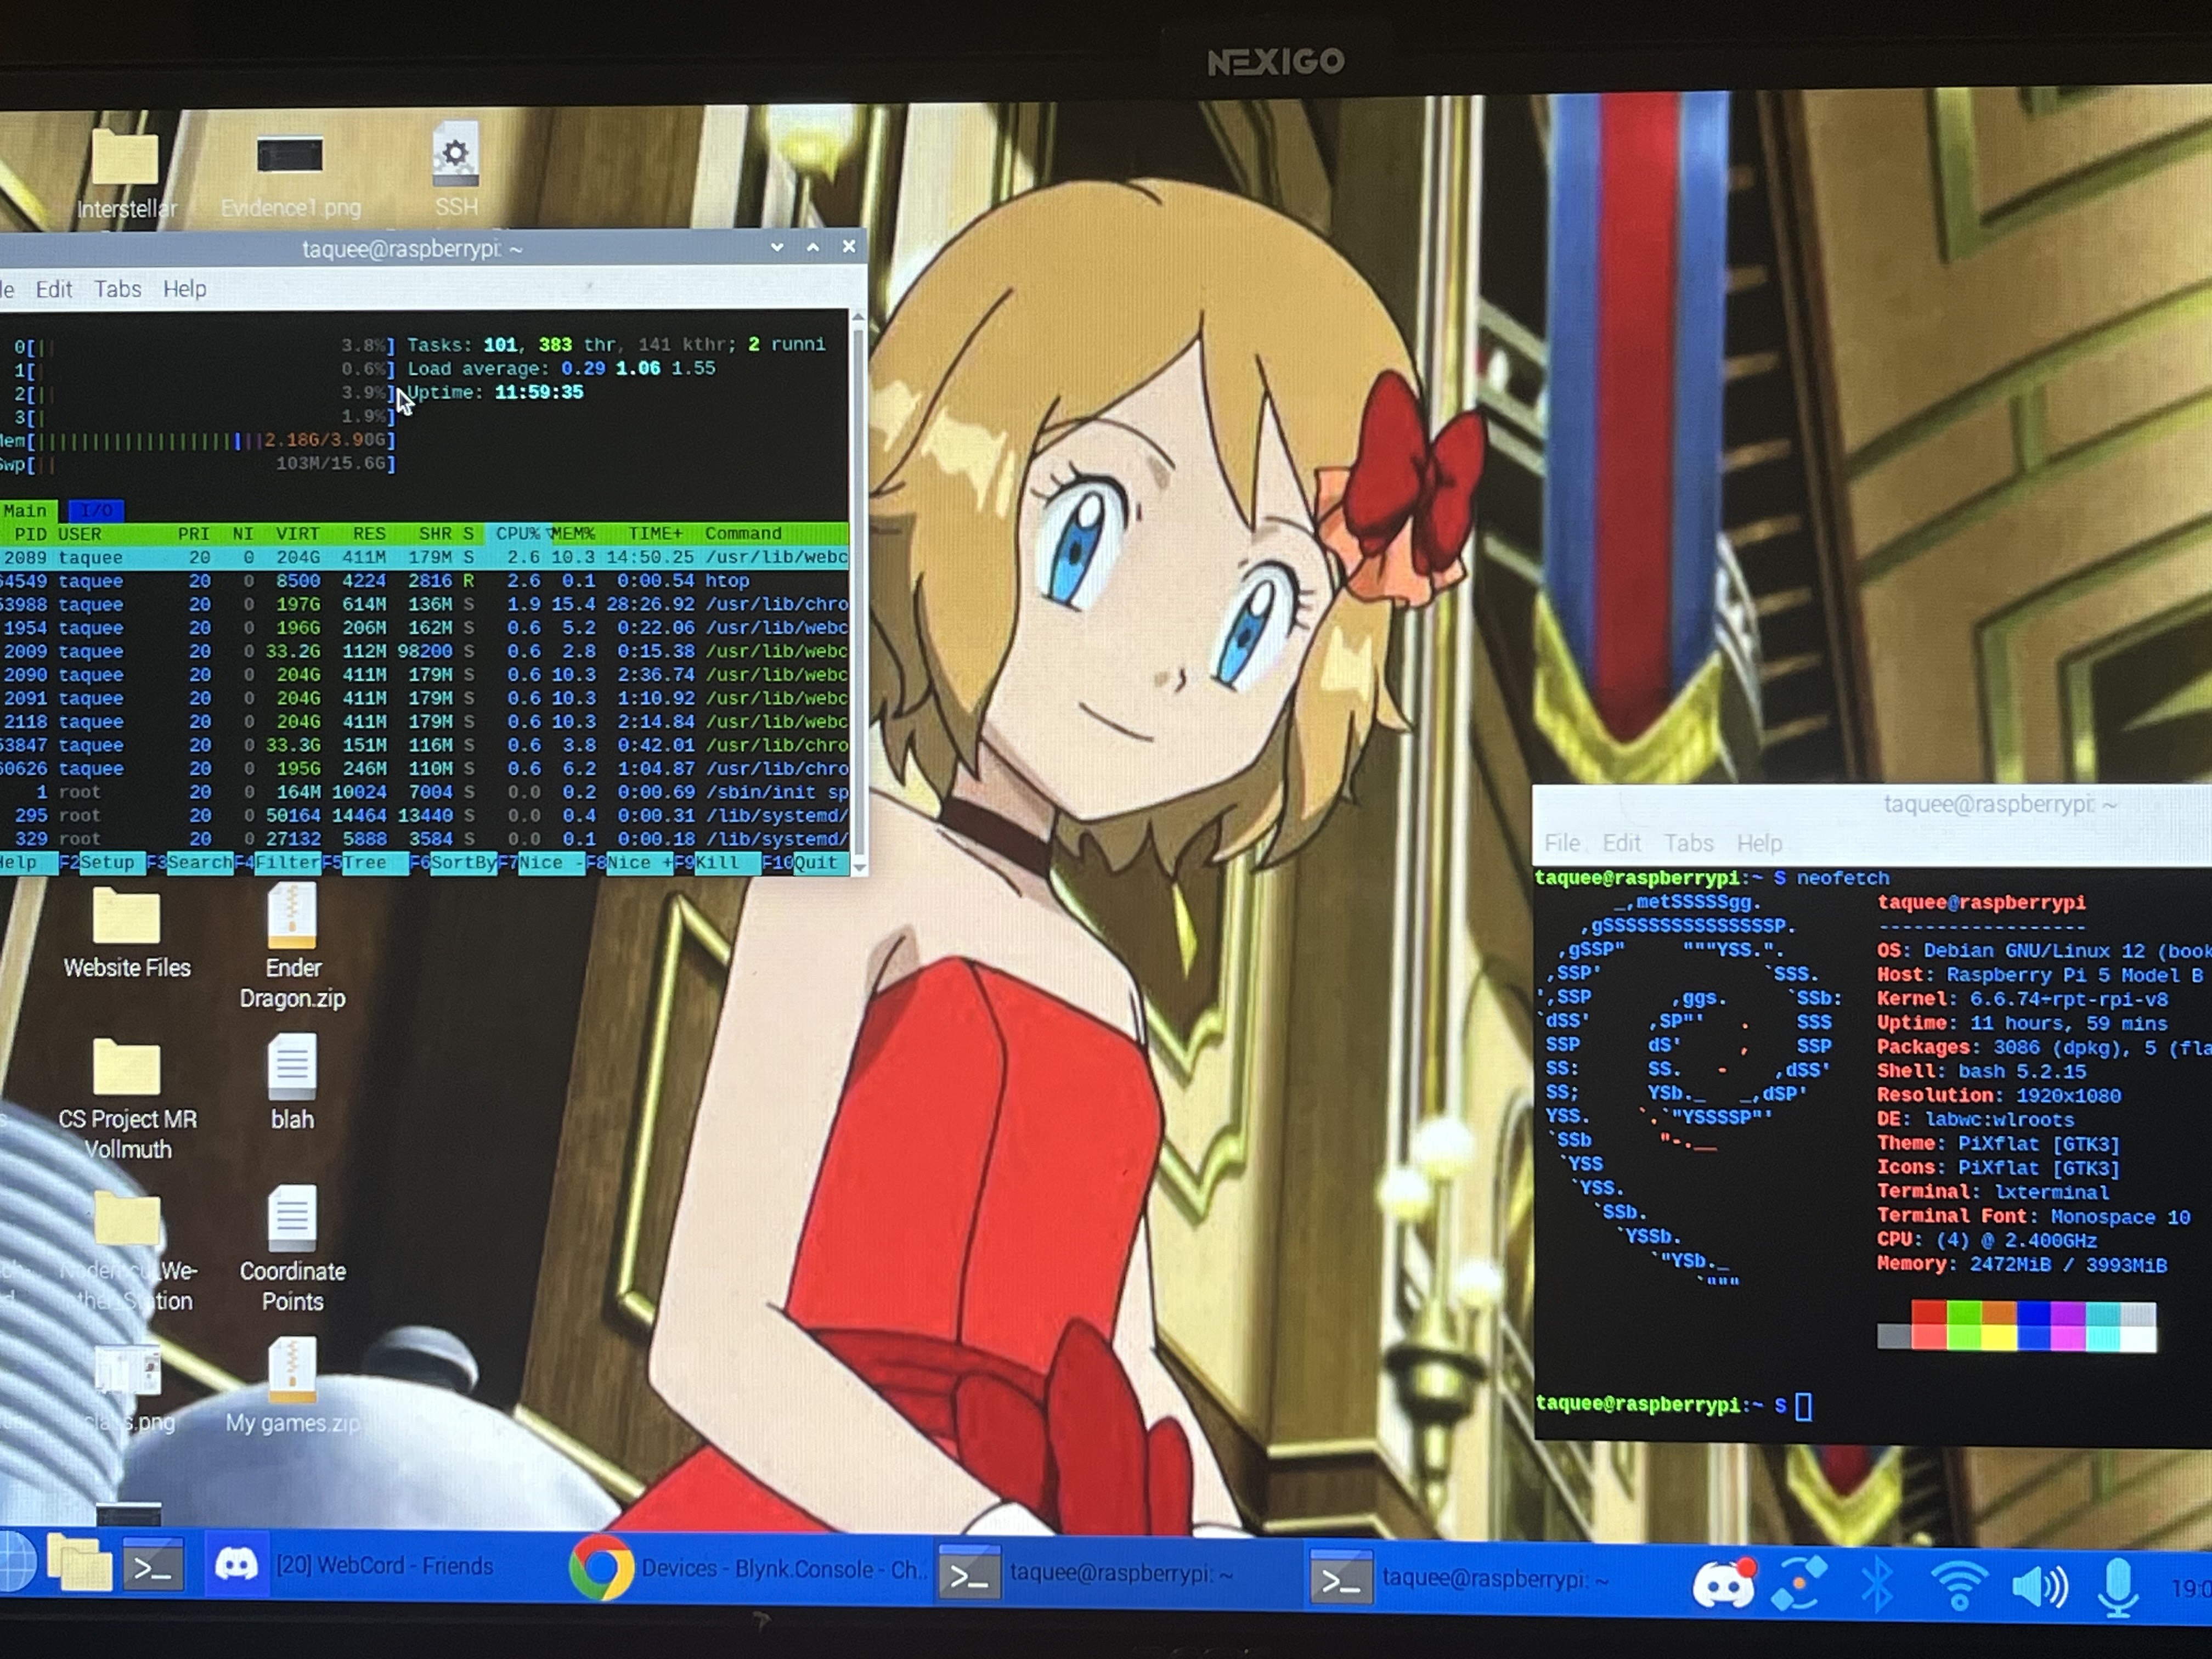 NEXIGO
Interstellar
Evidence1.png
SSH
taquee@raspberrypi: ~
Edit Tabs Help
0[|| 3.8%] Tasks: 101, 383 thr, 141 kthr; 2 runni
1[ 0.6%] Load average: 0.29 1.06 1.55
2[|| 3.9%] Uptime: 11:59:35
3[| 1.9%]
2.18G/3.90G]
103M/15.6G]
Main I/O
PID USER PRI NI VIRT RES SHR S CPU%▽MEM% TIME+ Command
2089 taquee 20 0 204G 411M 179M S 2.6 10.3 14:50.25 /usr/lib/webc
64549 taquee 20 0 8500 4224 2816 R 2.6 0.1 0:00.54 htop
53988 taquee 20 0 197G 614M 136M S 1.9 15.4 28:26.92 /usr/lib/chro
1954 taquee 20 0 196G 206M 162M S 0.6 5.2 0:22.06 /usr/lib/webc
2009 taquee 20 0 33.2G 112M 98200 S 0.6 2.8 0:15.38 /usr/lib/webc
2090 taquee 20 0 204G 411M 179M S 0.6 10.3 2:36.74 /usr/lib/webc
2091 taquee 20 0 204G 411M 179M S 0.6 10.3 1:10.92 /usr/lib/webc
2118 taquee 20 0 204G 411M 179M S 0.6 10.3 2:14.84 /usr/lib/webc
53847 taquee 20 0 33.3G 151M 116M S 0.6 3.8 0:42.01 /usr/lib/chro
60626 taquee 20 0 195G 246M 110M S 0.6 6.2 1:04.87 /usr/lib/chro
1 root 20 0 164M 10024 7004 S 0.0 0.2 0:00.69 /sbin/init sp
295 root 20 0 50164 14464 13440 S 0.0 0.4 0:00.31 /lib/systemd/
329 root 20 0 27132 5888 3584 S 0.0 0.1 0:00.18 /lib/systemd/
Help F2Setup F3SearchF4FilterF5Tree F6SortByF7Nice -F8Nice +F9Kill F10Quit
Website Files
Ender
Dragon.zip
CS Project MR
Vollmuth
blah
Coordinate
Points
My games.zip
taquee@raspberrypi: ~
File Edit Tabs Help
taquee@raspberrypi:~ $ neofetch
taquee@raspberrypi
------------------
OS: Debian GNU/Linux 12 (book
Host: Raspberry Pi 5 Model B
Kernel: 6.6.74+rpt-rpi-v8
Uptime: 11 hours, 59 mins
Packages: 3086 (dpkg), 5 (fla
Shell: bash 5.2.15
Resolution: 1920x1080
DE: labwc:wlroots
Theme: PiXflat [GTK3]
Icons: PiXflat [GTK3]
Terminal: lxterminal
Terminal Font: Monospace 10
CPU: (4) @ 2.400GHz
Memory: 2472MiB / 3993MiB
taquee@raspberrypi:~ $
[20] WebCord - Friends
Devices - Blynk.Console - Ch...
taquee@raspberrypi: ~
taquee@raspberrypi: ~
19:0